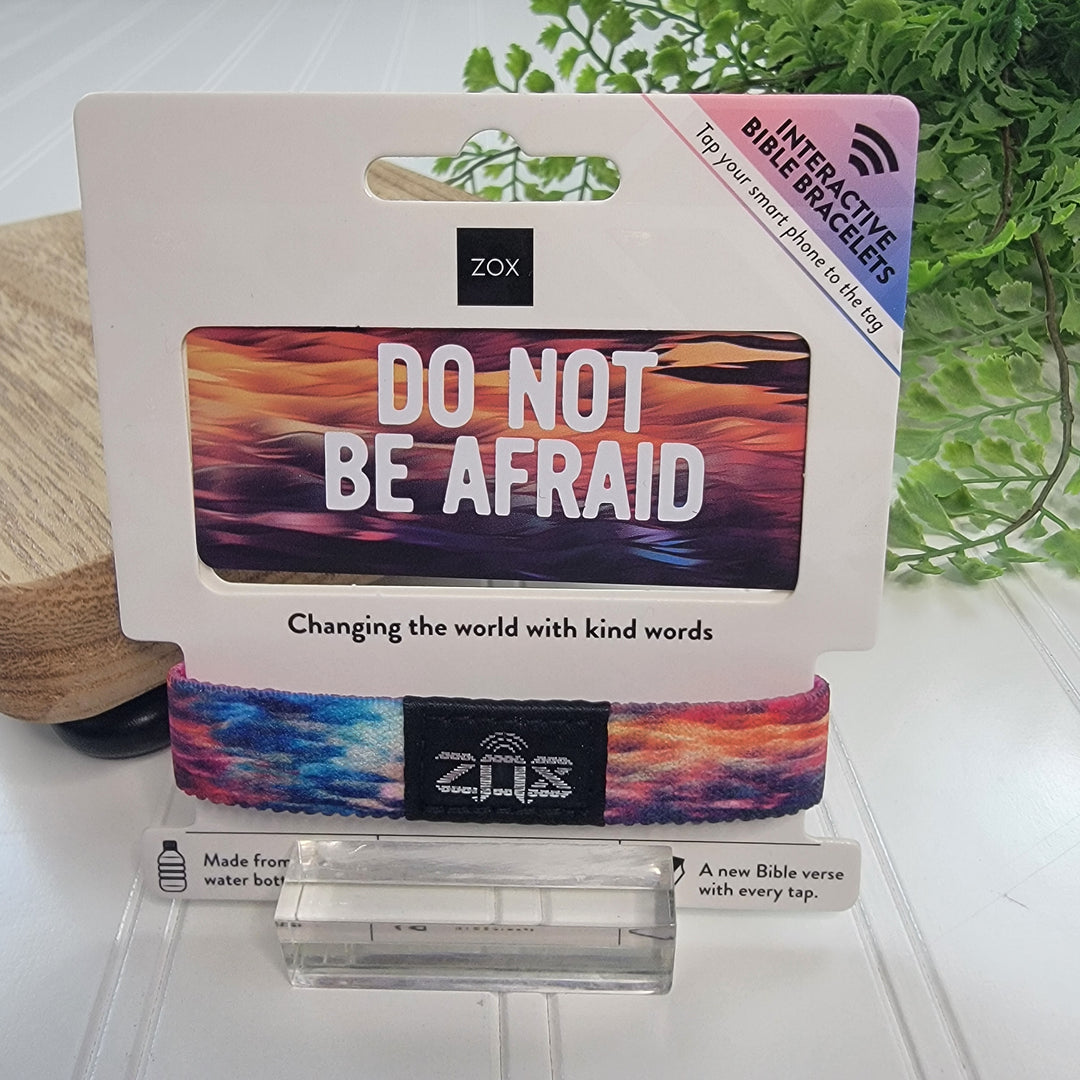 INTERACTIVE
BIBLE BRACELETS
Tap your smart phone to the tag
ZOX
DO NOT
BE AFRAID
Changing the world with kind words
ZOX
Made from
water
A new Bible verse
with every tap.